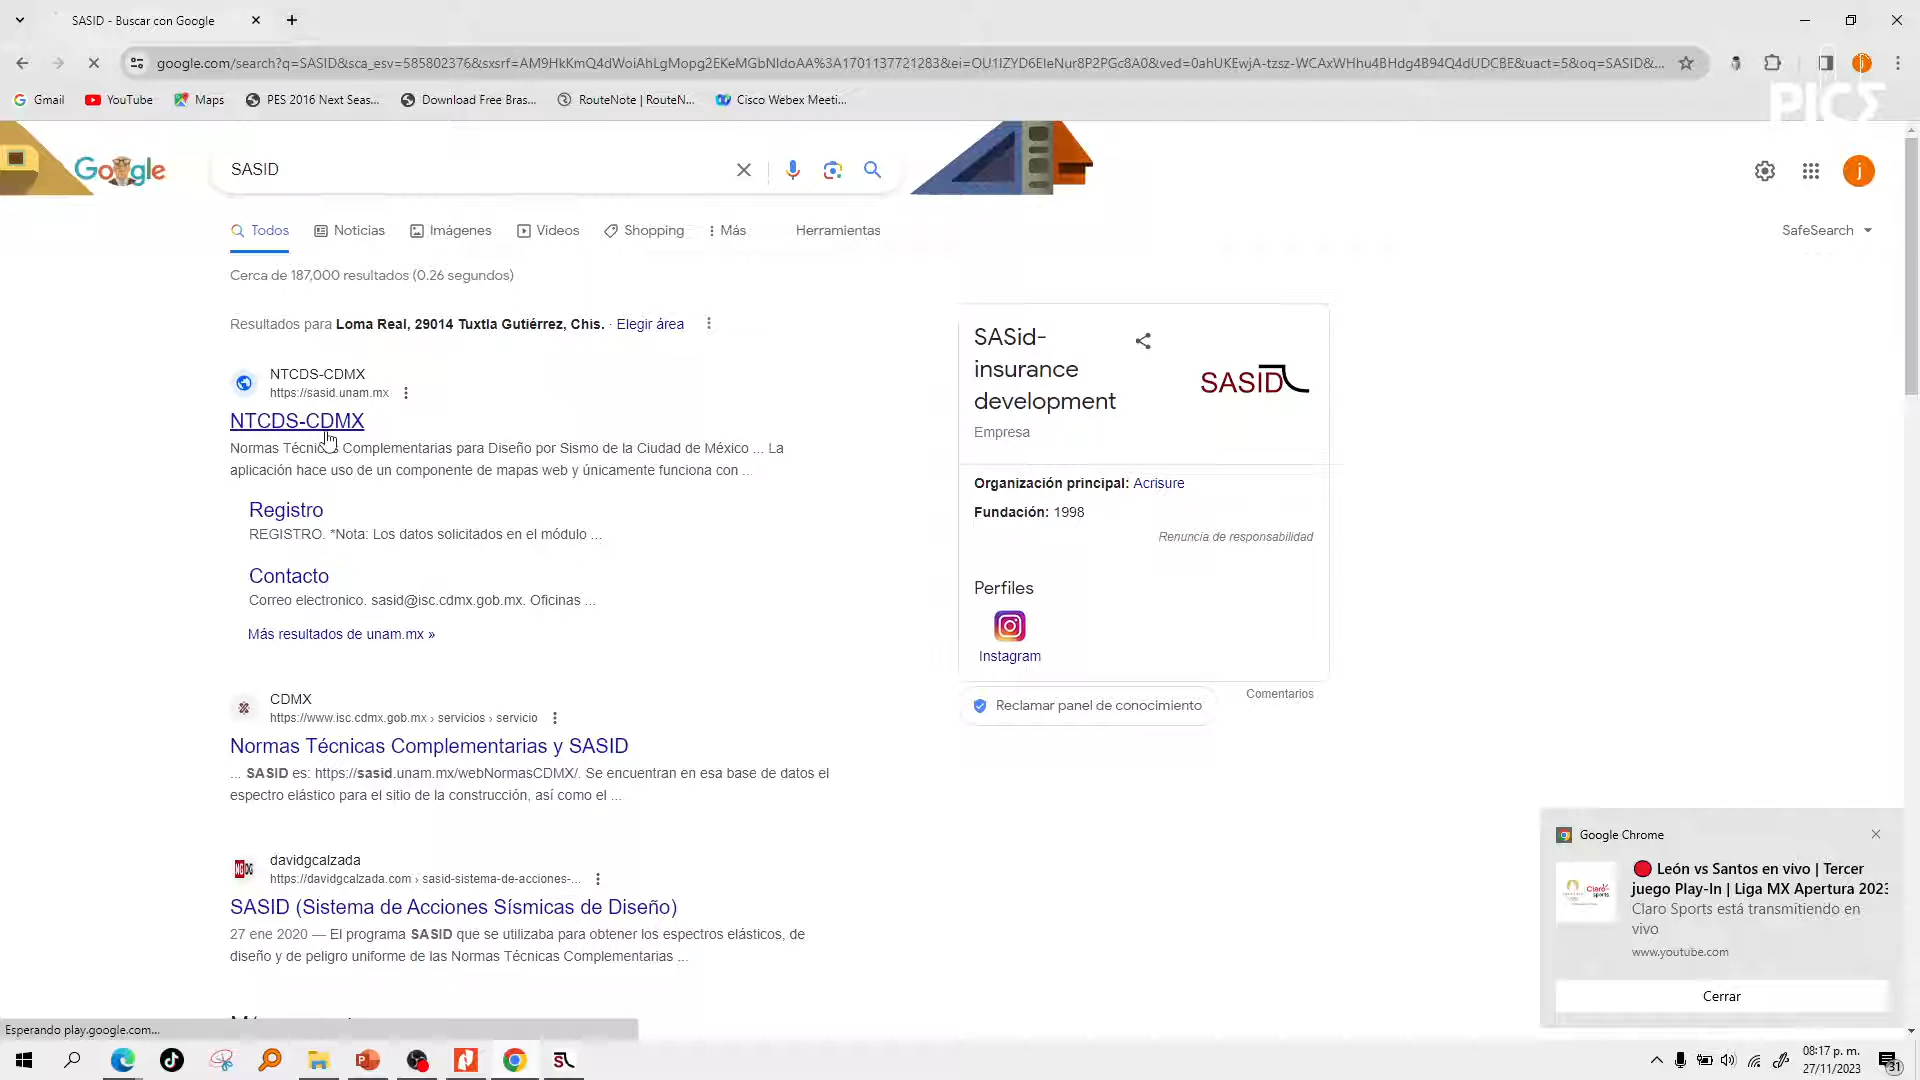 SASID - Buscar con Google
google.com/search?q=SASID&sca_esv=585802376&sxsrf=AM9HkKmQ4dWoiAhLgMopg2EKeMGbNIdoAA%3A1701137721283&ei=OU1IZYD6EIeNur8P2PGc8A0&ved=0ahUKEwjA-tzsz-WCAxWHhu4BHdg4B94Q4dUDCBE&uact=5&oq=SASID&...
Gmail YouTube Maps PES 2016 Next Seas... Download Free Bras... RouteNote | RouteN... Cisco Webex Meeti...
PICΣ
Google SASID j
Todos Noticias Imágenes Videos Shopping Más Herramientas SafeSearch
Cerca de 187,000 resultados (0.26 segundos)
Resultados para Loma Real, 29014 Tuxtla Gutiérrez, Chis. · Elegir área
NTCDS-CDMX
https://sasid.unam.mx
NTCDS-CDMX
Normas Técnicas Complementarias para Diseño por Sismo de la Ciudad de México ... La
aplicación hace uso de un componente de mapas web y únicamente funciona con ...
Registro
REGISTRO. *Nota: Los datos solicitados en el módulo ...
Contacto
Correo electronico. sasid@isc.cdmx.gob.mx. Oficinas ...
Más resultados de unam.mx »
CDMX
https://www.isc.cdmx.gob.mx › servicios › servicio
Normas Técnicas Complementarias y SASID
... SASID es: https://sasid.unam.mx/webNormasCDMX/. Se encuentran en esa base de datos el
espectro elástico para el sitio de la construcción, así como el ...
davidgcalzada
https://davidgcalzada.com › sasid-sistema-de-acciones-...
SASID (Sistema de Acciones Sísmicas de Diseño)
27 ene 2020 — El programa SASID que se utilizaba para obtener los espectros elásticos, de
diseño y de peligro uniforme de las Normas Técnicas Complementarias ...
SASid-
insurance
development
SASID
Empresa
Organización principal: Acrisure
Fundación: 1998
Renuncia de responsabilidad
Perfiles
Instagram
Comentarios
Reclamar panel de conocimiento
Google Chrome
León vs Santos en vivo | Tercer
juego Play-In | Liga MX Apertura 2023
Claro Sports está transmitiendo en
vivo
www.youtube.com
Cerrar
Esperando play.google.com...
08:17 p. m.
27/11/2023
31